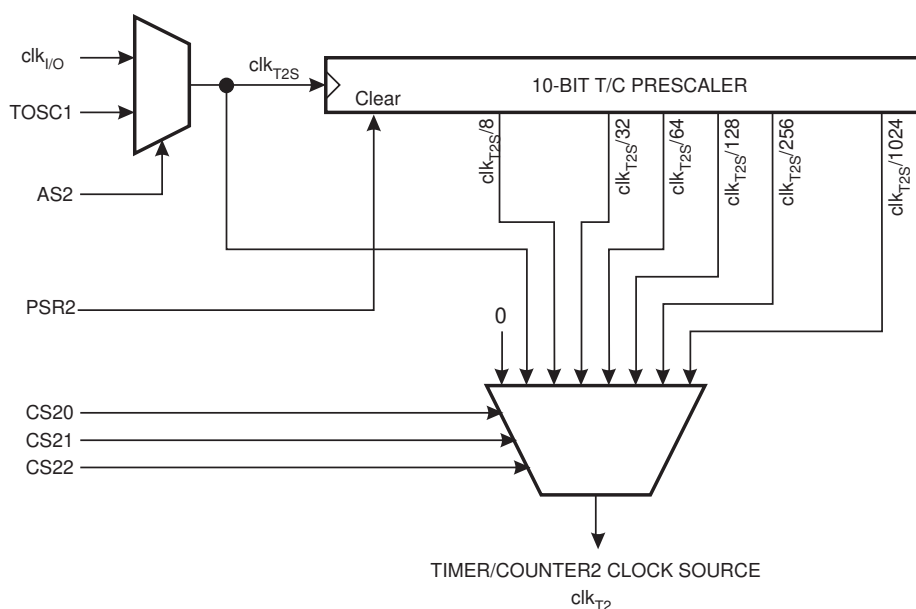 clkI/O
clkT2S
10-BIT T/C PRESCALER
TOSC1
Clear
clkT2S/8
clkT2S/32
clkT2S/64
clkT2S/128
clkT2S/256
clkT2S/1024
AS2
PSR2
0
CS20
CS21
CS22
TIMER/COUNTER2 CLOCK SOURCE
clkT2